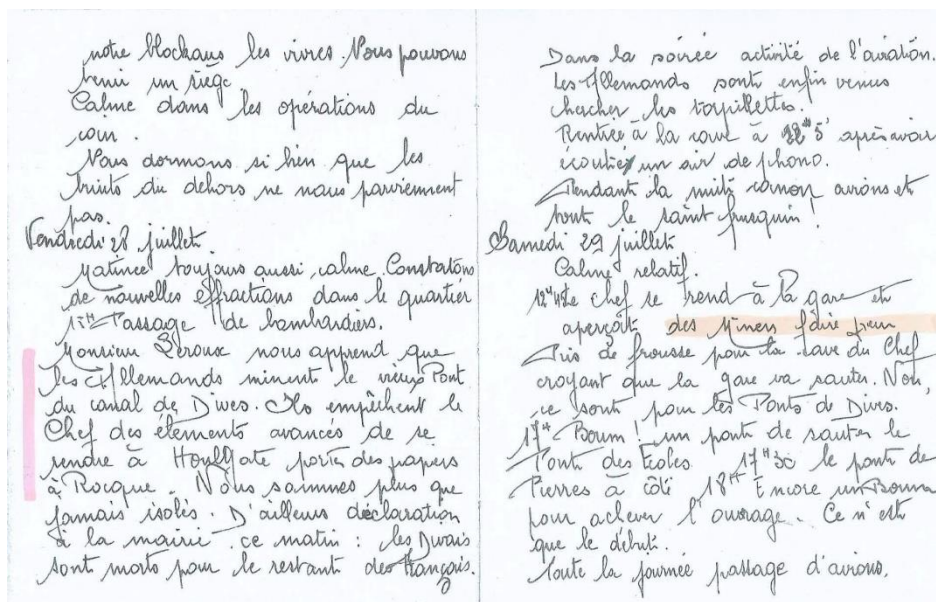 notre blockaus les vivres. Nous pouvons
tenir un siège
Calme dans les opérations du
coin.
Nous dormons si bien que les
bruits du dehors ne nous parviennent
pas.
Vendredi 28 juillet.
Matinée toujours aussi calme. Constatons
de nouvelles effractions dans le quartier
17H Passage de bombardiers.
Monsieur Leroux nous apprend que
les Allemands minent le vieux Pont
du canal de Dives. Ils empêchent le
Chef des éléments avancés de se
rendre à Houlgate porter des papers
à Rocque. Nous sommes plus que
jamais isolés. D'ailleurs déclaration
à la mairie ce matin : les Divais
sont morts pour le restant des Français.
Dans la soirée activité de l'aviation.
Les Allemands sont enfin venus
chercher les torpillettes.
Rentrée à la cave à 22H 5' après avoir
écouté un air de phono.
Pendant la nuit canon avions et
tout le saint frusquin !
Samedi 29 juillet
Calme relatif.
Le chef se rend à la gare et
aperçoit des Miners feier
Pris de frousse pour la cave du Chef
croyant que la gare va sauter. Non,
ce sont pour les Ponts de Dives.
17H Boum ! un pont de sauter le
Pont des Ecoles. 17H30 le pont de
Pierres à côté, 18H Encore un Boum
pour achever l'ouvrage. Ce n'est
que le début.
Toute la journée passage d'avions.